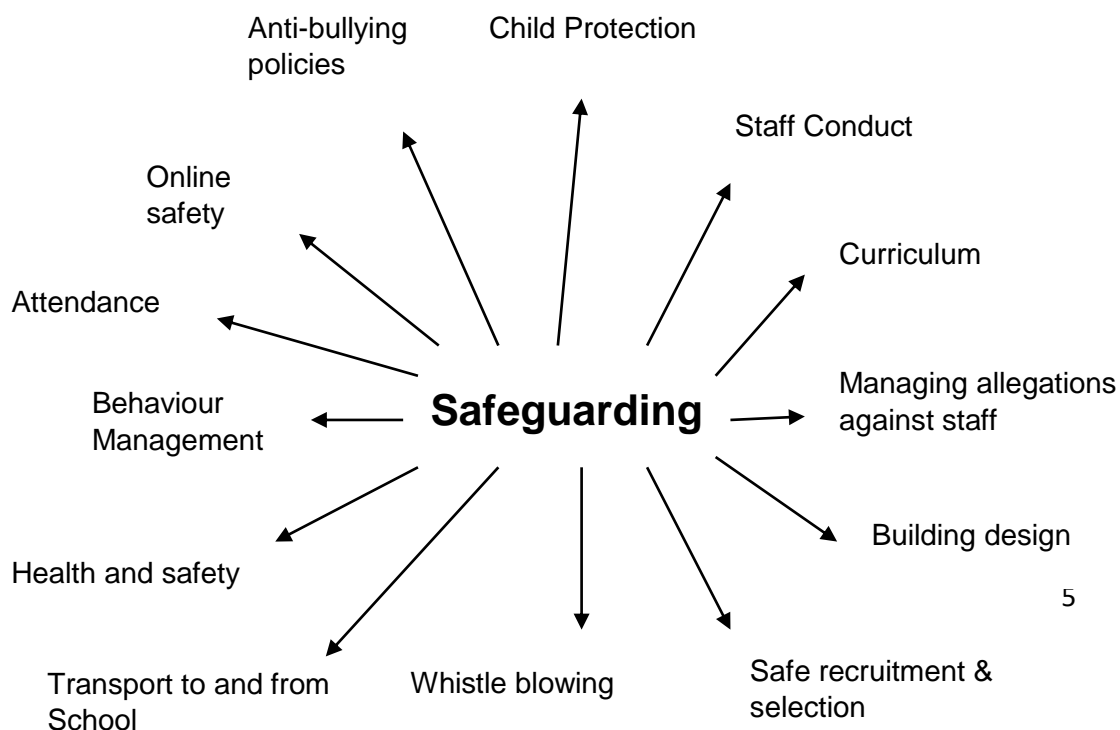 Anti-bullying
policies
Child Protection
Staff Conduct
Online
safety
Curriculum
Attendance
Managing allegations
against staff
Behaviour
Management
Safeguarding
Building design
Health and safety
5
Transport to and from
School
Whistle blowing
Safe recruitment &
selection